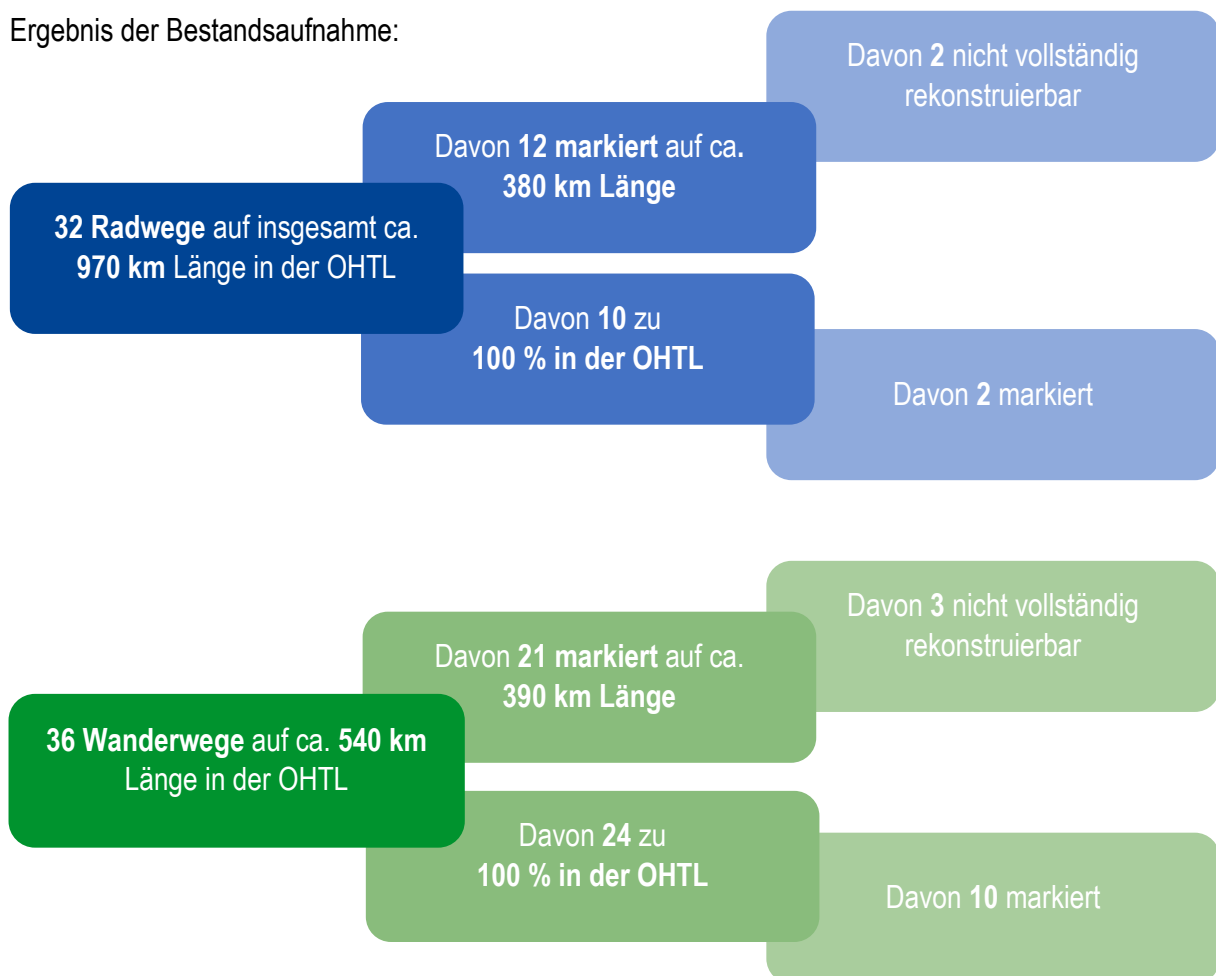 Ergebnis der Bestandsaufnahme:
Davon 2 nicht vollständig
rekonstruierbar
Davon 12 markiert auf ca.
380 km Länge
32 Radwege auf insgesamt ca.
970 km Länge in der OHTL
Davon 10 zu
100 % in der OHTL
Davon 2 markiert
Davon 3 nicht vollständig
rekonstruierbar
Davon 21 markiert auf ca.
390 km Länge
36 Wanderwege auf ca. 540 km
Länge in der OHTL
Davon 24 zu
100 % in der OHTL
Davon 10 markiert